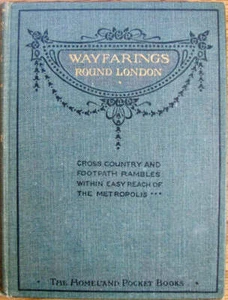 WAYFARINGS
ROUND LONDON
CROSS COUNTRY AND
FOOTPATH RAMBLES
WITHIN EASY REACH OF
THE METROPOLIS
THE HOMELAND POCKET BOOKS